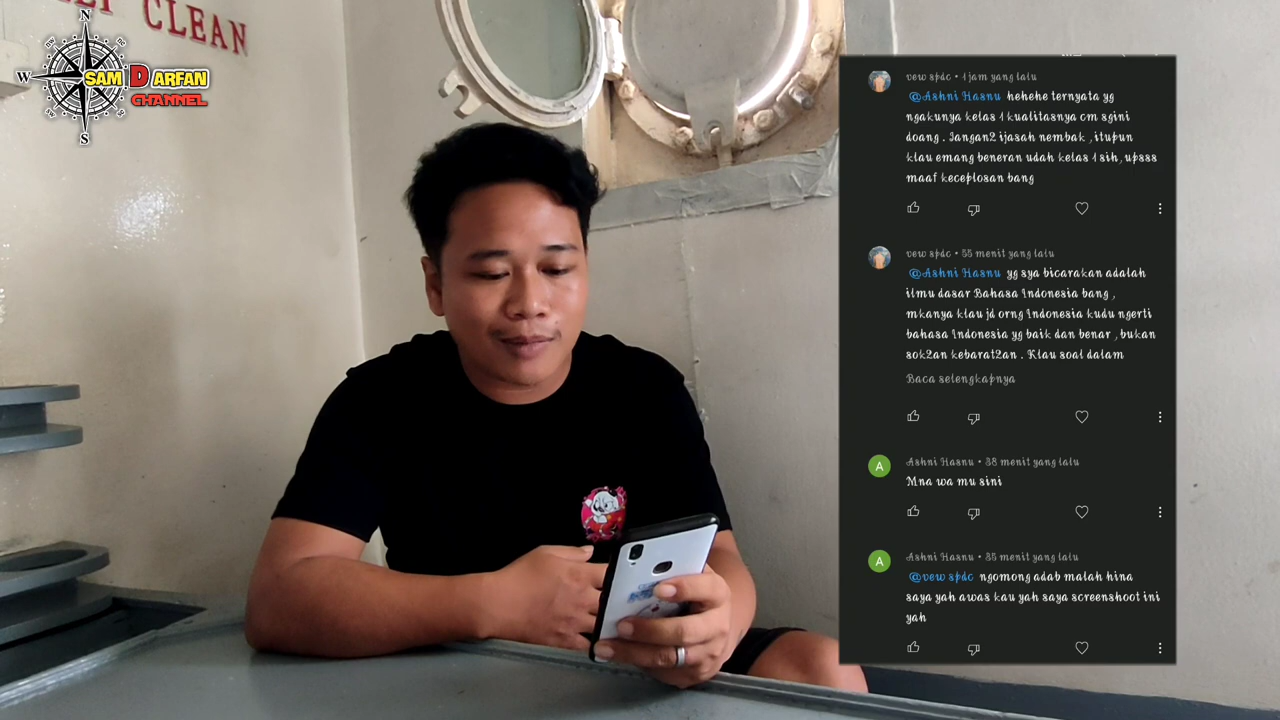 CLEAN
N
W
S
SAM DARFAN
CHANNEL
vew spdc • 1 jam yang lalu
@Ashni Hasnu hehehe ternyata yg
ngakunya kelas 1 kualitasnya cm sgini
doang . Jangan2 ijasah nembak , itupun
klau emang beneran udah kelas 1 sih, upsss
maaf keceplosan bang
vew spdc • 55 menit yang lalu
@Ashni Hasnu yg sya bicarakan adalah
ilmu dasar Bahasa Indonesia bang ,
mkanya klau jd orng Indonesia kudu ngerti
bahasa Indonesia yg baik dan benar , bukan
sok2an kebarat2an . Klau soal dalam
Baca selengkapnya
A
Ashni Hasnu • 38 menit yang lalu
Mna wa mu sini
A
Ashni Hasnu • 35 menit yang lalu
@vew spdc ngomong adab malah hina
saya yah awas kau yah saya screenshoot ini
yah